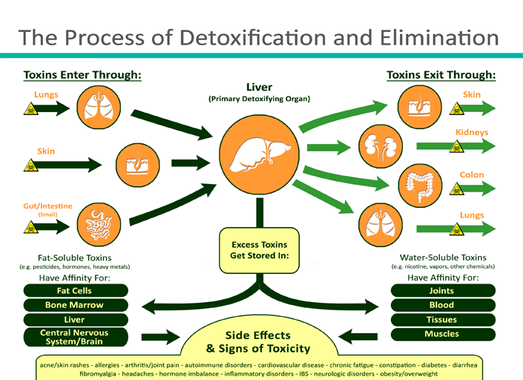 The Process of Detoxification and Elimination
Toxins Enter Through:
Lungs
Skin
Gut/Intestine
(Small)
Liver
(Primary Detoxifying Organ)
Toxins Exit Through:
Skin
Kidneys
Colon
Lungs
Excess Toxins
Get Stored In:
Fat-Soluble Toxins
(e.g. pesticides, hormones, heavy metals)
Have Affinity For:
Fat Cells
Bone Marrow
Liver
Central Nervous
System/Brain
Water-Soluble Toxins
(e.g. nicotine, vapors, other chemicals)
Have Affinity For:
Joints
Blood
Tissues
Muscles
Side Effects
& Signs of Toxicity
acne/skin rashes - allergies - arthritis/joint pain - autoimmune disorders - cardiovascular disease - chronic fatigue - constipation - diabetes - diarrhea
fibromyalgia - headaches - hormone imbalance - inflammatory disorders - IBS - neurologic disorders - obesity/overweight